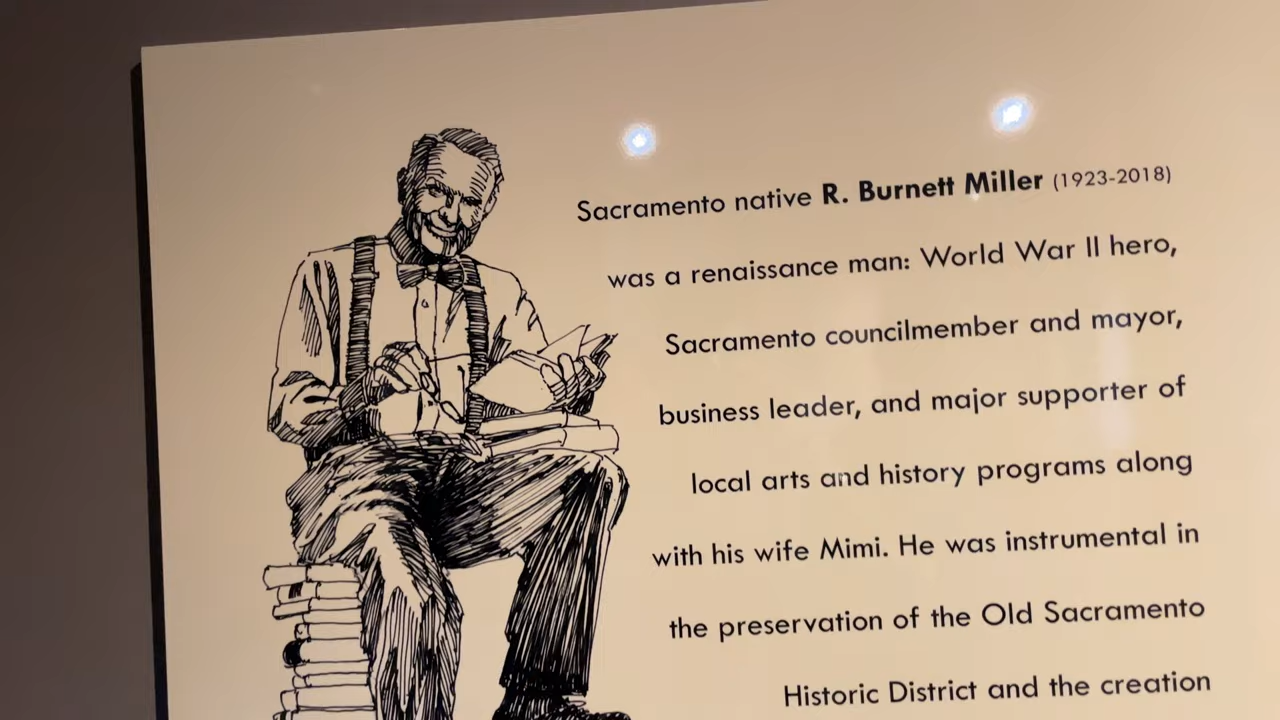 Sacramento native R. Burnett Miller (1923-2018)
was a renaissance man: World War II hero,
Sacramento councilmember and mayor,
business leader, and major supporter of
local arts and history programs along
with his wife Mimi. He was instrumental in
the preservation of the Old Sacramento
Historic District and the creation